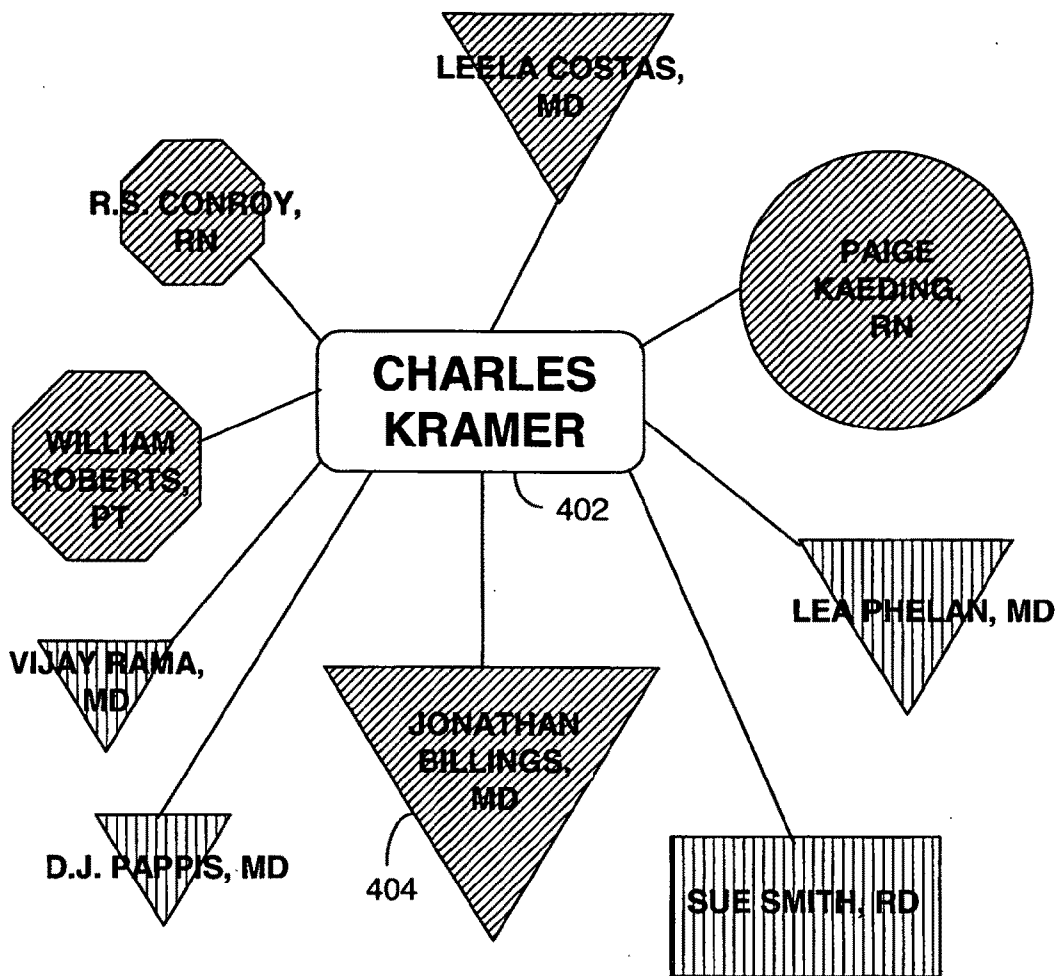 LEELA COSTAS,
MD
R.S. CONROY,
RN
PAIGE
KAEDING,
RN
CHARLES
KRAMER
WILLIAM
ROBERTS,
PT
402
LEA PHELAN, MD
VIJAY RAMA,
MD
JONATHAN
BILLINGS,
MD
D.J. PAPPIS, MD
404
SUE SMITH, RD